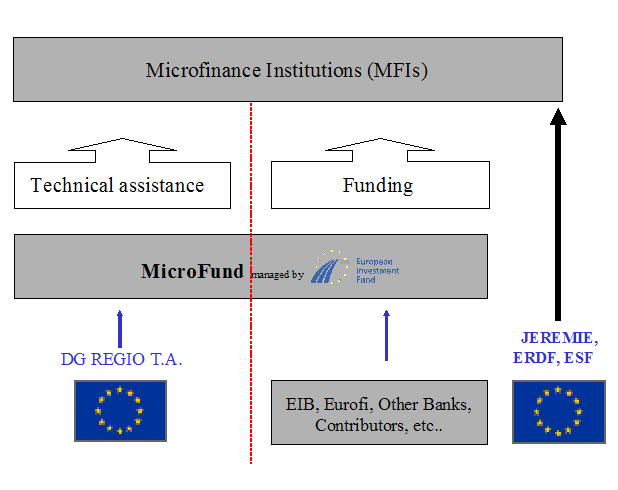 Microfinance Institutions (MFIs)
Technical assistance
Funding
MicroFund managed by
European
Investment
Fund
DG REGIO T.A.
JEREMIE,
ERDF, ESF
EIB, Eurofi, Other Banks,
Contributors, etc..